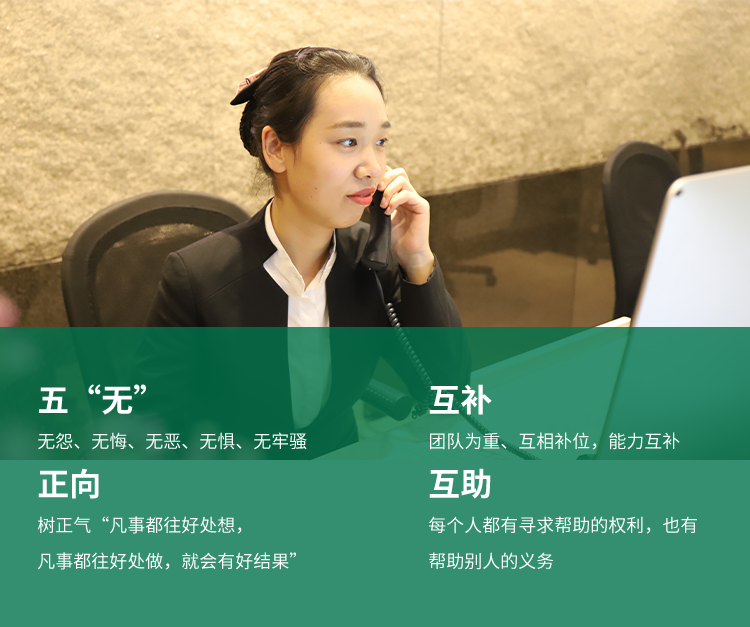 五“无”
无怨、无悔、无恶、无惧、无牢骚
互补
团队为重、互相补位，能力互补
正向
树正气“凡事都往好处想，
凡事都往好处做，就会有好结果”
互助
每个人都有寻求帮助的权利，也有
帮助别人的义务